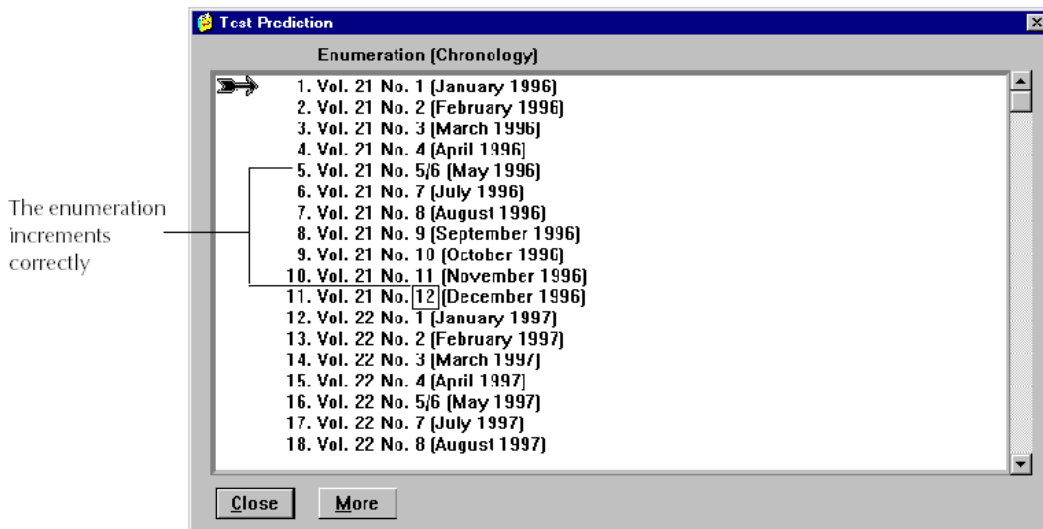 Test Prediction
Enumeration (Chronology)
1. Vol. 21 No. 1 (January 1996)
2. Vol. 21 No. 2 (February 1996)
3. Vol. 21 No. 3 (March 1996)
4. Vol. 21 No. 4 (April 1996)
5. Vol. 21 No. 5/6 (May 1996)
6. Vol. 21 No. 7 (July 1996)
7. Vol. 21 No. 8 (August 1996)
8. Vol. 21 No. 9 (September 1996)
9. Vol. 21 No. 10 (October 1996)
10. Vol. 21 No. 11 (November 1996)
11. Vol. 21 No. 12 (December 1996)
12. Vol. 22 No. 1 (January 1997)
13. Vol. 22 No. 2 (February 1997)
14. Vol. 22 No. 3 (March 1997)
15. Vol. 22 No. 4 (April 1997)
16. Vol. 22 No. 5/6 (May 1997)
17. Vol. 22 No. 7 (July 1997)
18. Vol. 22 No. 8 (August 1997)
The enumeration
increments
correctly
Close More